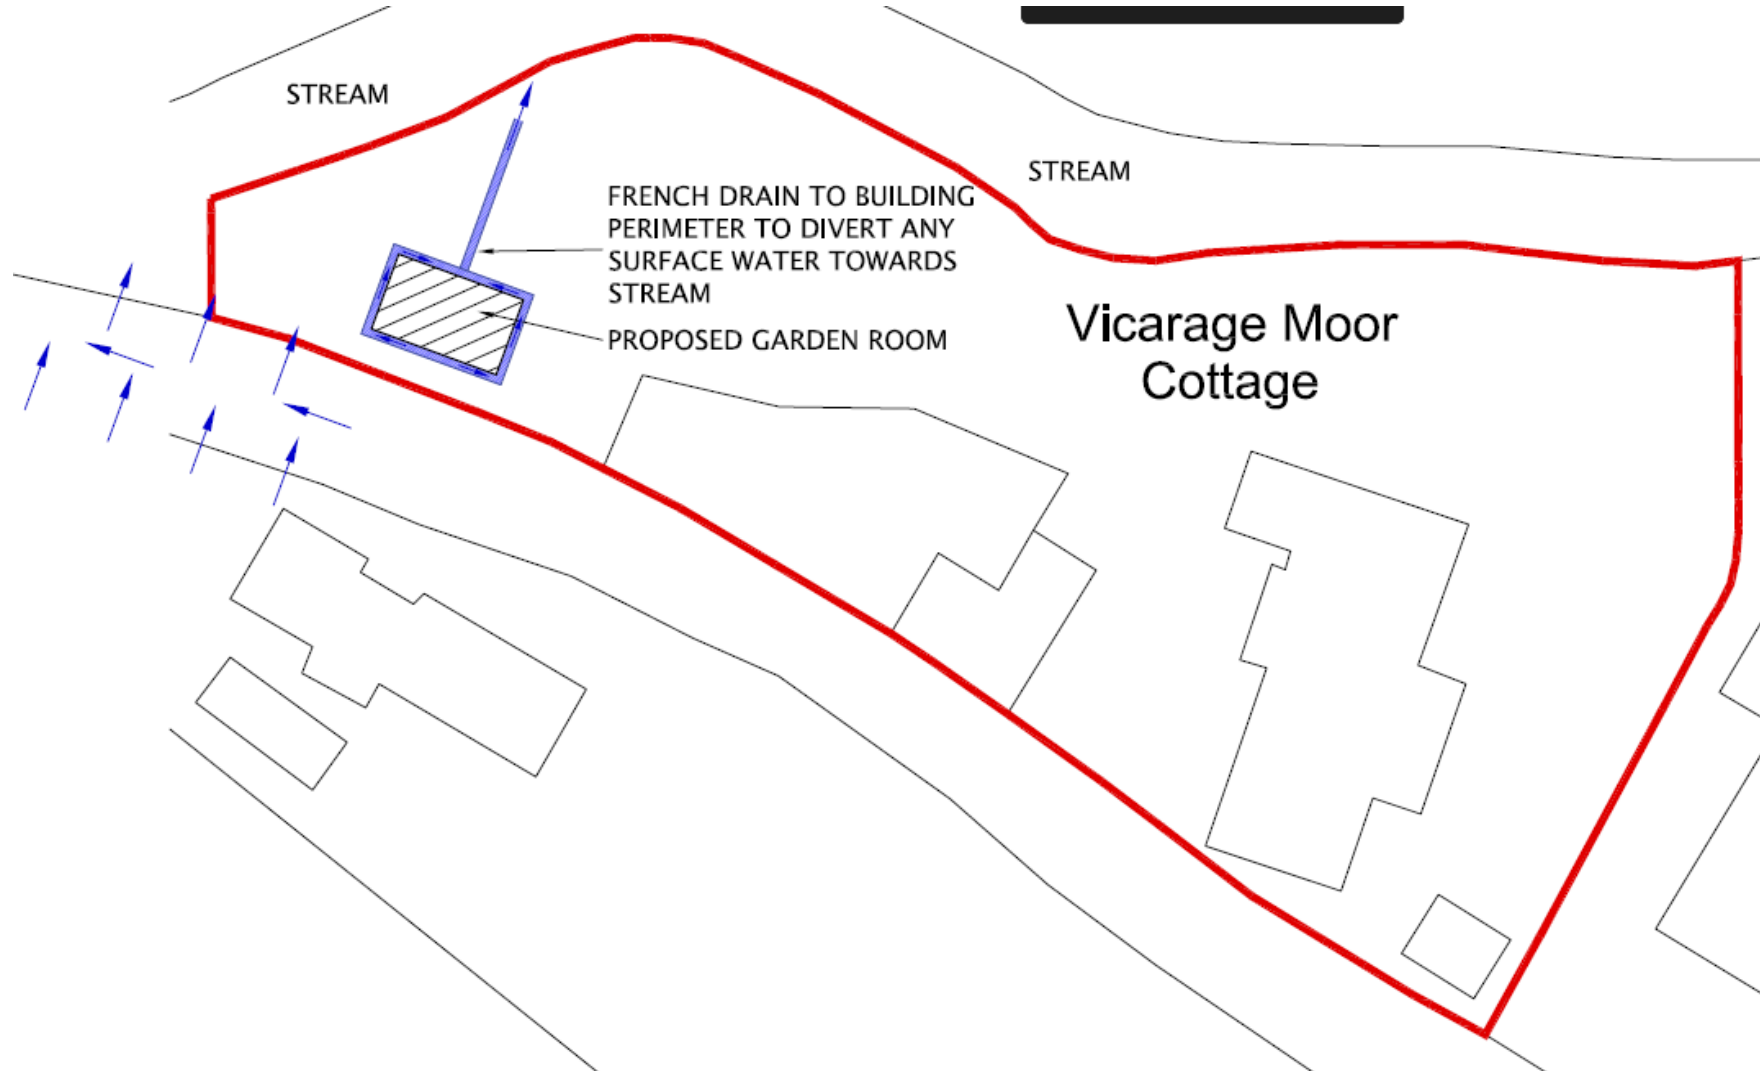 STREAM
STREAM
FRENCH DRAIN TO BUILDING
PERIMETER TO DIVERT ANY
SURFACE WATER TOWARDS
STREAM
PROPOSED GARDEN ROOM
Vicarage Moor
Cottage